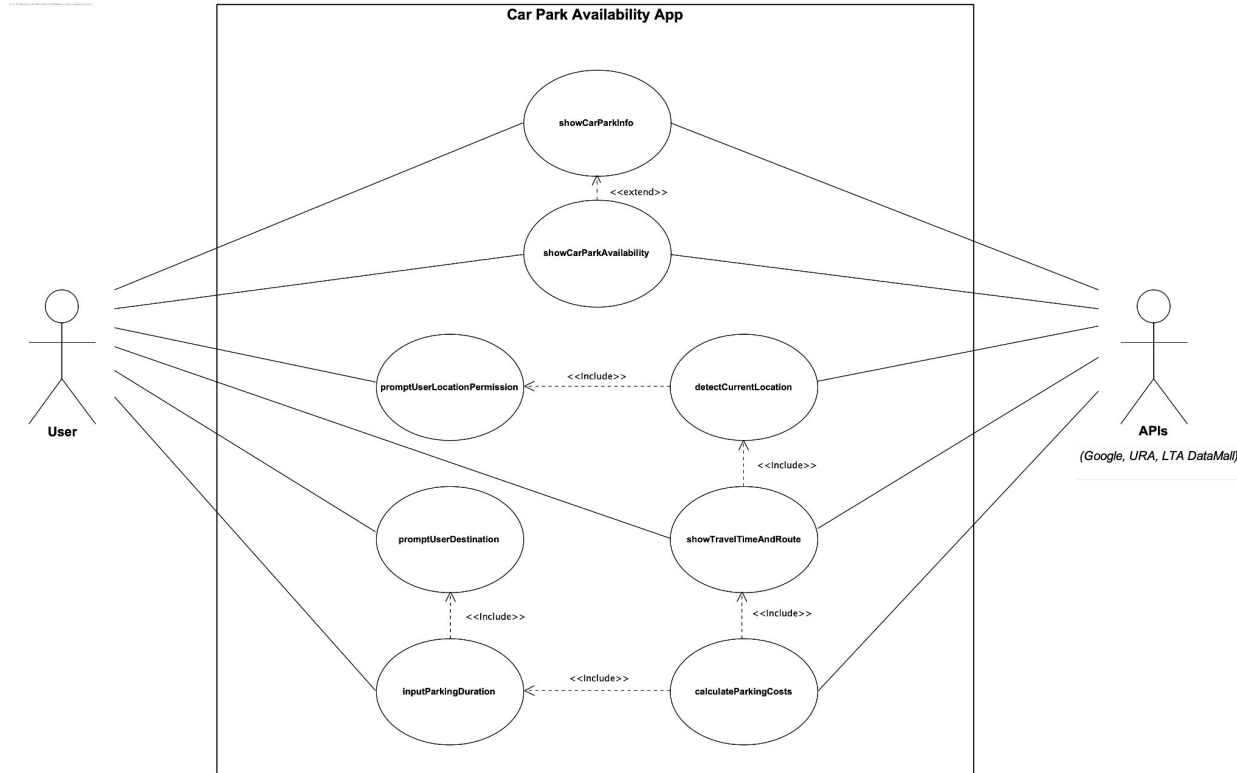 Car Park Availability App
showCarParkInfo
<<extend>>
showCarParkAvailability
promptUserLocationPermission
<<Include>>
detectCurrentLocation
User
APIs
(Google, URA, LTA DataMall)
<<Include>>
promptUserDestination
showTravelTimeAndRoute
<<Include>>
<<Include>>
inputParkingDuration
<<Include>>
calculateParkingCosts